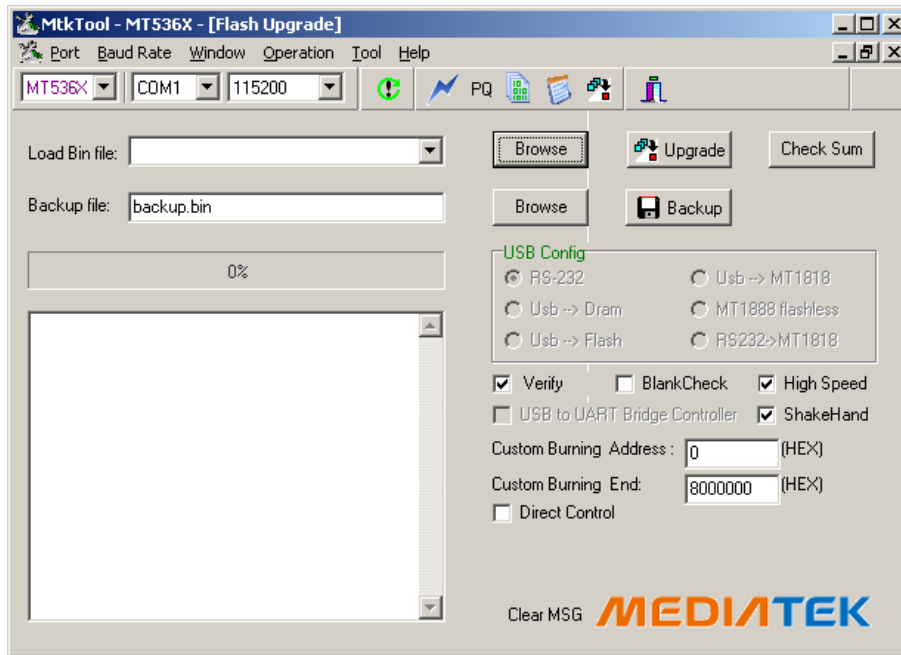 MtkTool - MT536X - [Flash Upgrade]
Port Baud Rate Window Operation Tool Help
MT536X COM1 115200 PQ
Load Bin file: Browse Upgrade Check Sum
Backup file: backup.bin Browse Backup
0%
USB Config
RS-232 Usb --> MT1818
Usb --> Dram MT1888 flashless
Usb --> Flash RS232->MT1818
Verify BlankCheck High Speed
USB to UART Bridge Controller ShakeHand
Custom Burning Address : 0 (HEX)
Custom Burning End: 8000000 (HEX)
Direct Control
Clear MSG MEDIATEK